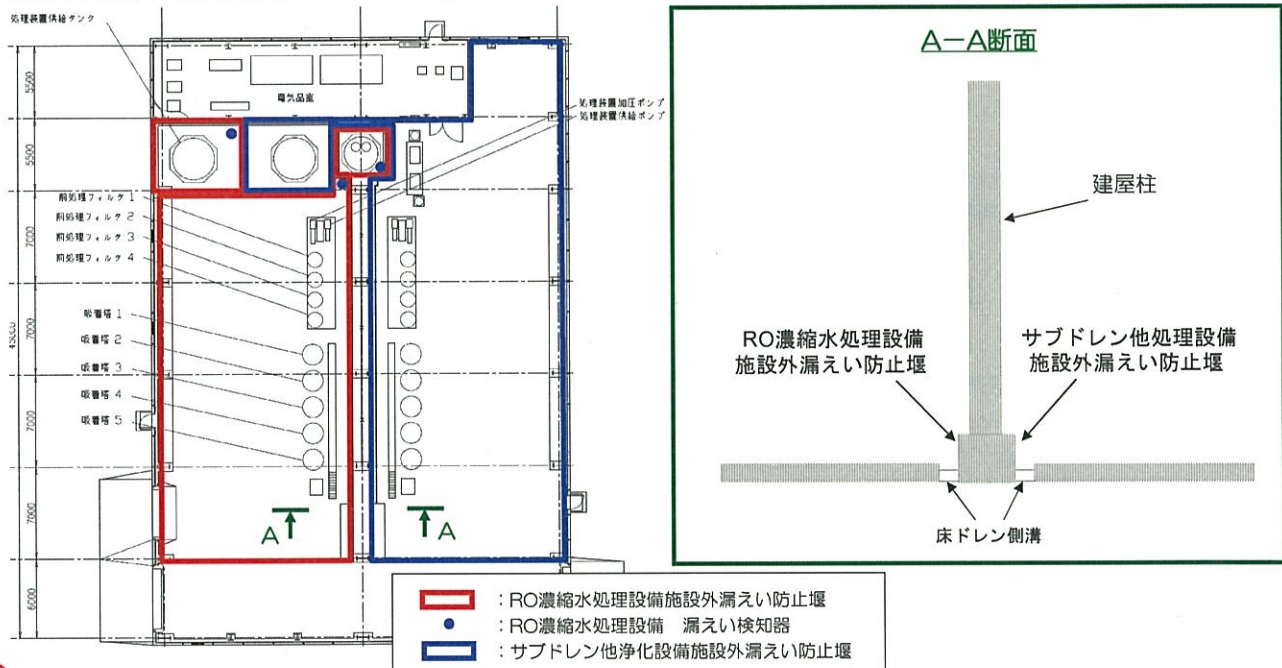 処理装置供給タンク
5500
5500
7000
7000
7000
7000
6000
電気品室
処理装置加圧ポンプ
処理装置供給ポンプ
前処理フィルタ 1
前処理フィルタ 2
前処理フィルタ 3
前処理フィルタ 4
吸着塔 1
吸着塔 2
吸着塔 3
吸着塔 4
吸着塔 5
A
A
A－A断面
建屋柱
RO濃縮水処理設備
施設外漏えい防止堰
サブドレン他処理設備
施設外漏えい防止堰
床ドレン側溝
：RO濃縮水処理設備施設外漏えい防止堰
：RO濃縮水処理設備　漏えい検知器
：サブドレン他浄化設備施設外漏えい防止堰